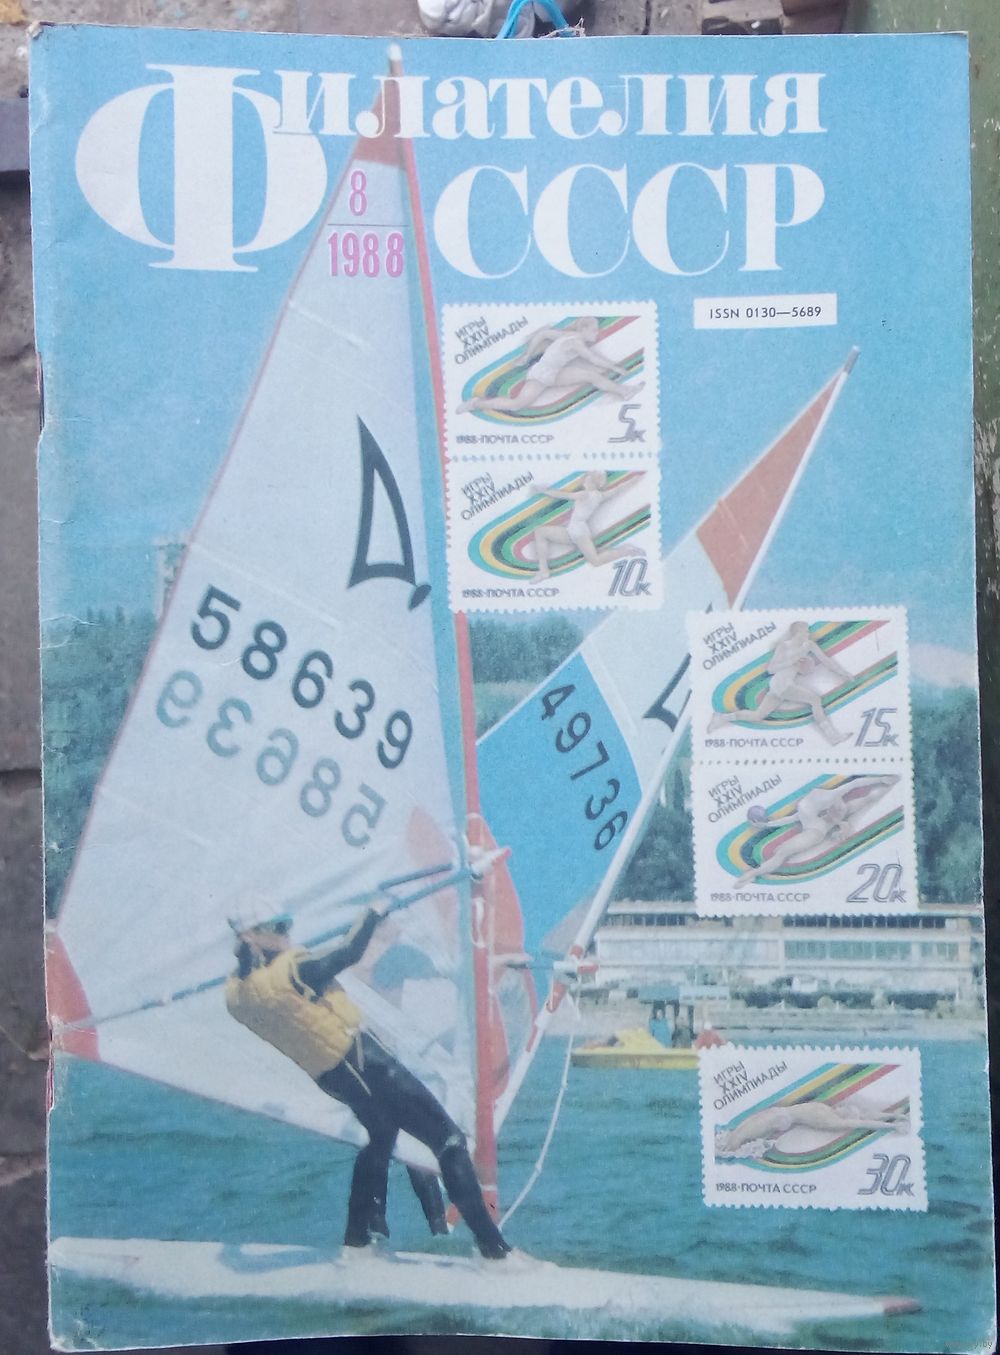 Филателия
СССР
8
1988
ISSN 0130—5689
ИГРЫ
XXIV
ОЛИМПИАДЫ
1988·ПОЧТА СССР
5к
ИГРЫ
XXIV
ОЛИМПИАДЫ
1988·ПОЧТА СССР
10к
58639
58639
49736
ИГРЫ
XXIV
ОЛИМПИАДЫ
1988·ПОЧТА СССР
15к
ИГРЫ
XXIV
ОЛИМПИАДЫ
1988·ПОЧТА СССР
20к
ИГРЫ
XXIV
ОЛИМПИАДЫ
1988·ПОЧТА СССР
30к